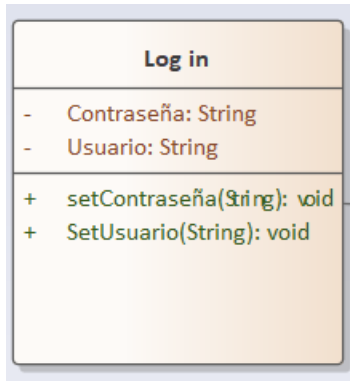 Log in
- Contraseña: String
- Usuario: String
+ setContraseña(String): void
+ SetUsuario(String): void